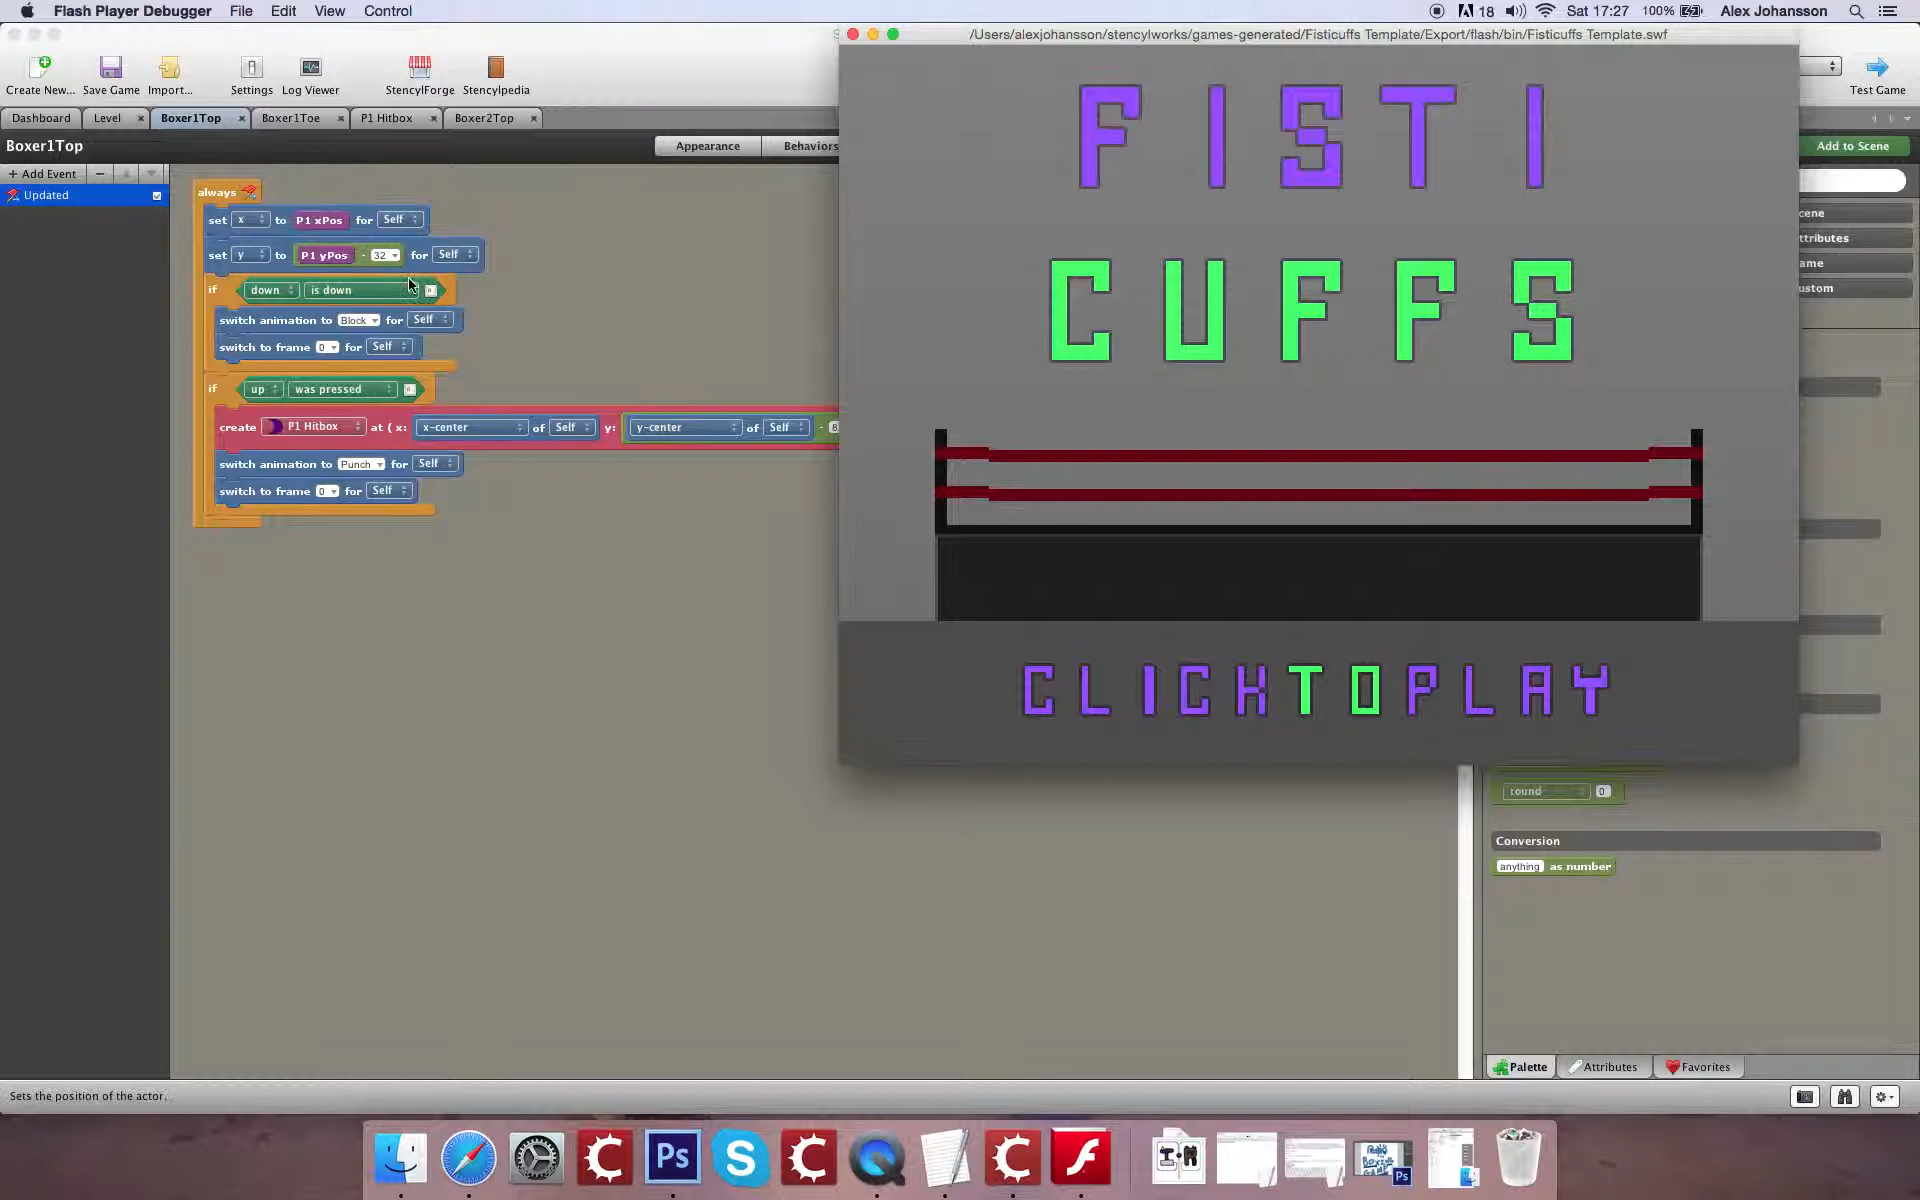 Flash Player Debugger File Edit View Control 18 Sat 17:27 100% Alex Johansson
/Users/alexjohansson/stencylworks/games-generated/Fisticuffs Template/Export/flash/bin/Fisticuffs Template.swf
Create New... Save Game Import... Settings Log Viewer StencylForge Stencylpedia Test Game
Dashboard Level Boxer1Top Boxer1Toe P1 Hitbox Boxer2Top
Boxer1Top Appearance Behaviors Add to Scene
+ Add Event
Updated
always
set x to P1 xPos for Self
set y to P1 yPos - 32 for Self
if down is down
switch animation to Block for Self
switch to frame 0 for Self
if up was pressed
create P1 Hitbox at ( x: x-center of Self y: y-center of Self - 8
switch animation to Punch for Self
switch to frame 0 for Self
FISTI
CUFFS
CLICHTOPLAY
cene
ttributes
ame
ustom
round 0
Conversion
anything as number
Palette Attributes Favorites
Sets the position of the actor.
Ps
Ps